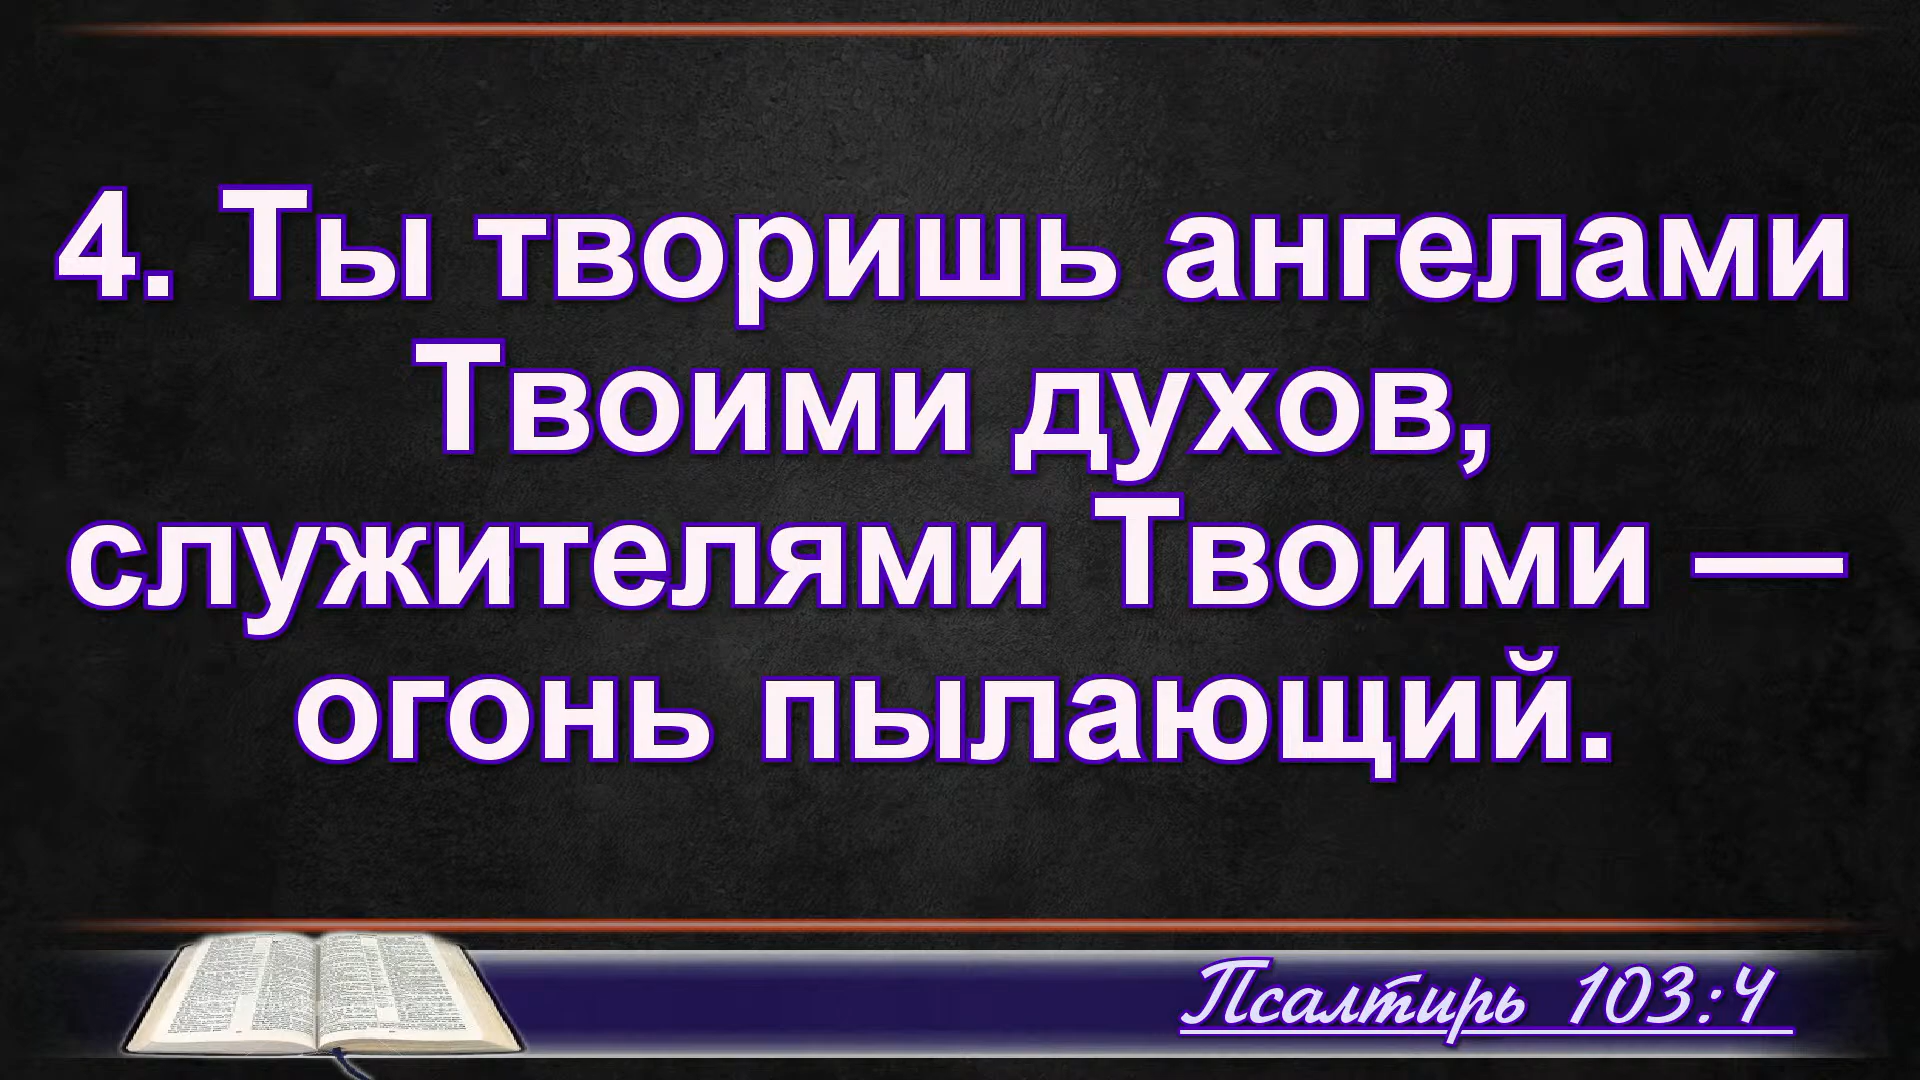 4. Ты творишь ангелами
Твоими духов,
служителями Твоими —
огонь пылающий.
Псалтирь 103:4